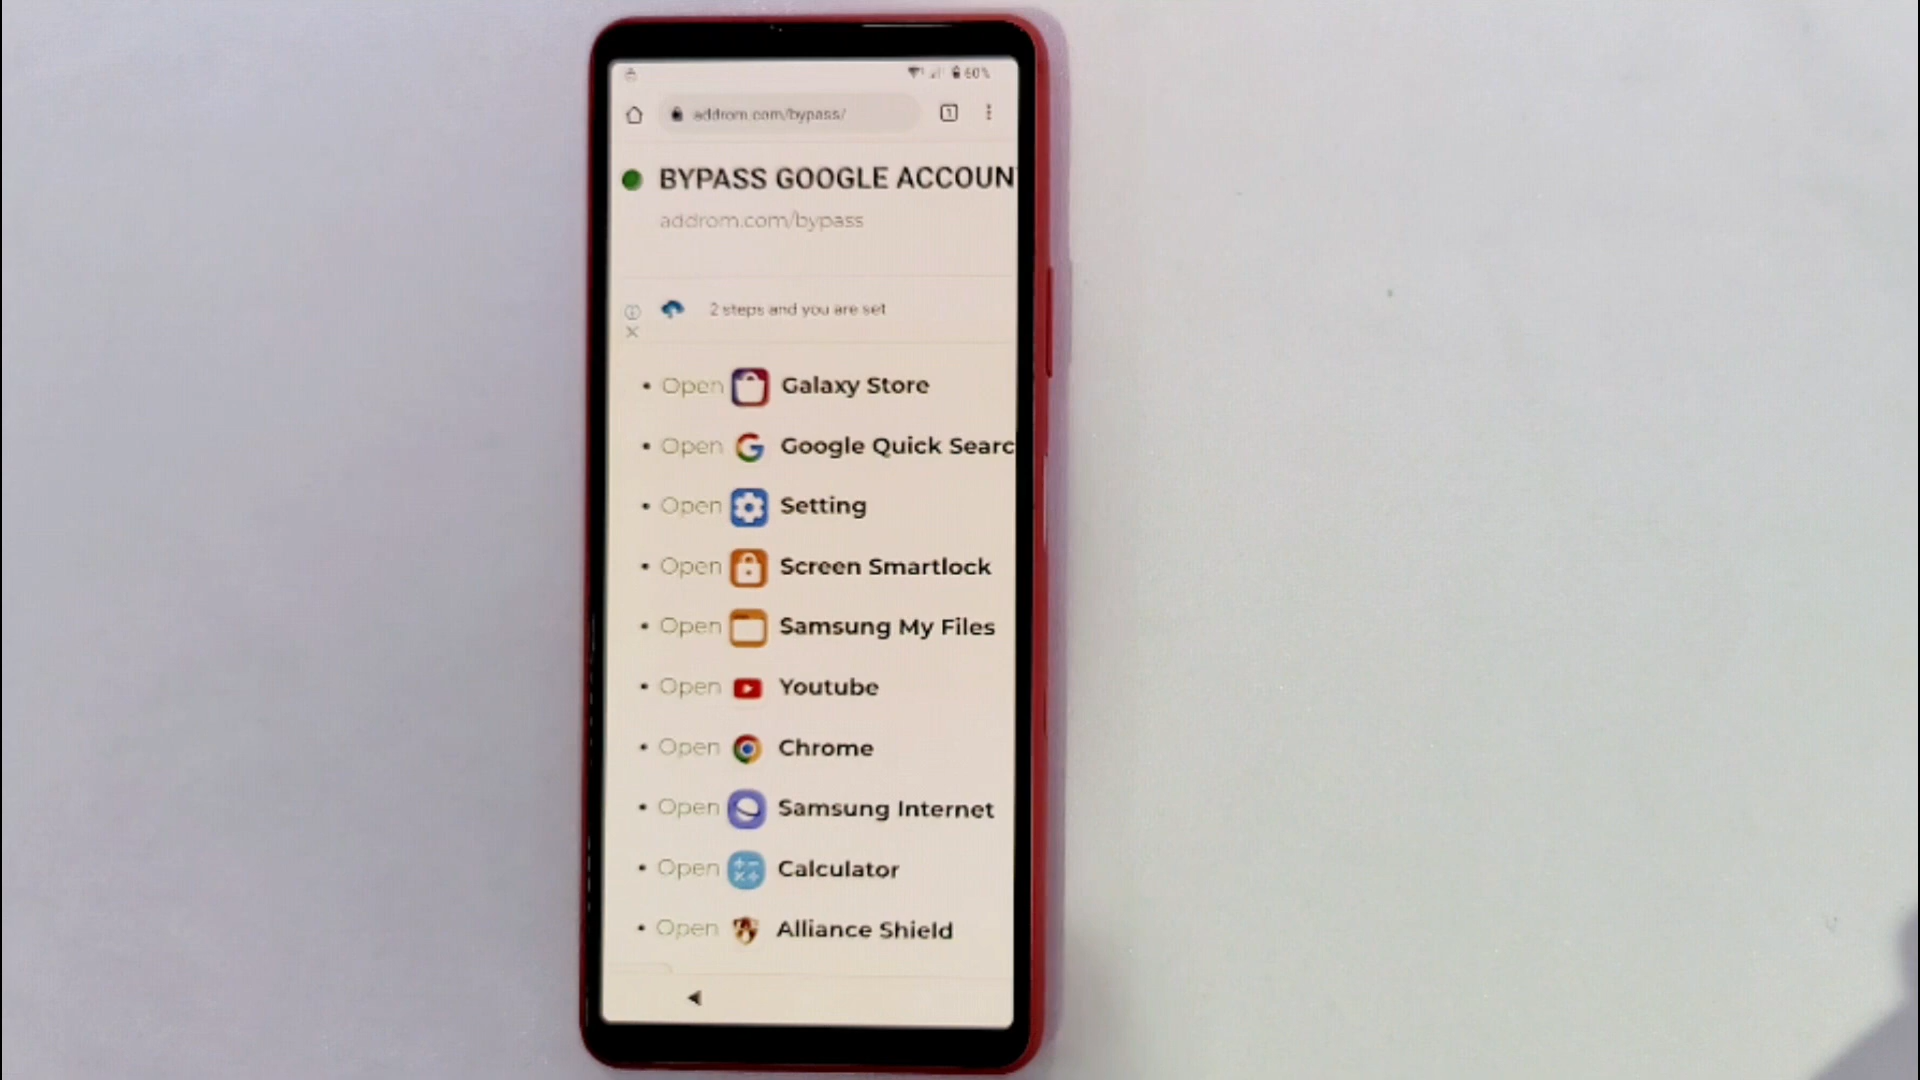 60%
addrom.com/bypass/
1
BYPASS GOOGLE ACCOUN
addrom.com/bypass
2 steps and you are set
• Open Galaxy Store
• Open Google Quick Searc
• Open Setting
• Open Screen Smartlock
• Open Samsung My Files
• Open Youtube
• Open Chrome
• Open Samsung Internet
• Open Calculator
• Open Alliance Shield